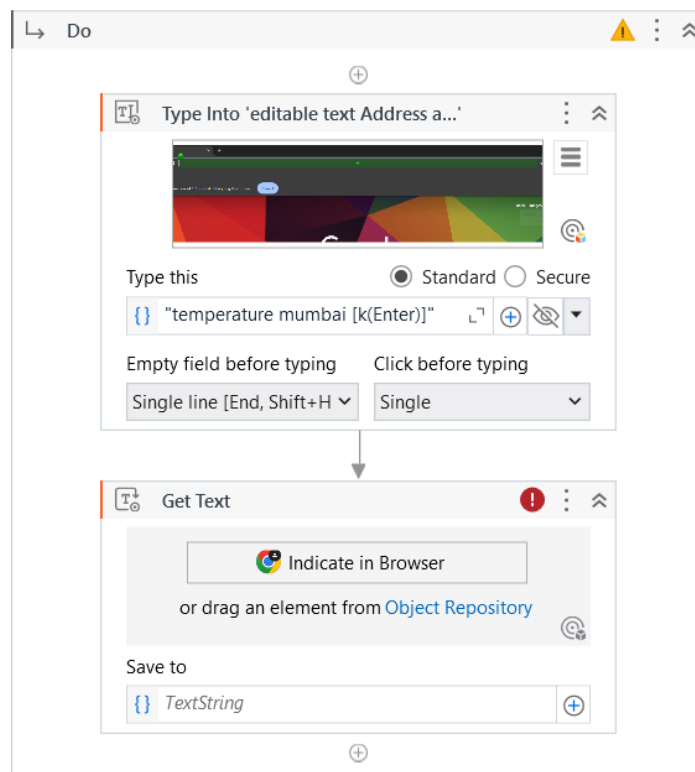 Do
Type Into 'editable text Address a...'
Type this
Standard
Secure
"temperature mumbai [k(Enter)]"
Empty field before typing
Click before typing
Single line [End, Shift+H
Single
Get Text
Indicate in Browser
or drag an element from Object Repository
Save to
TextString